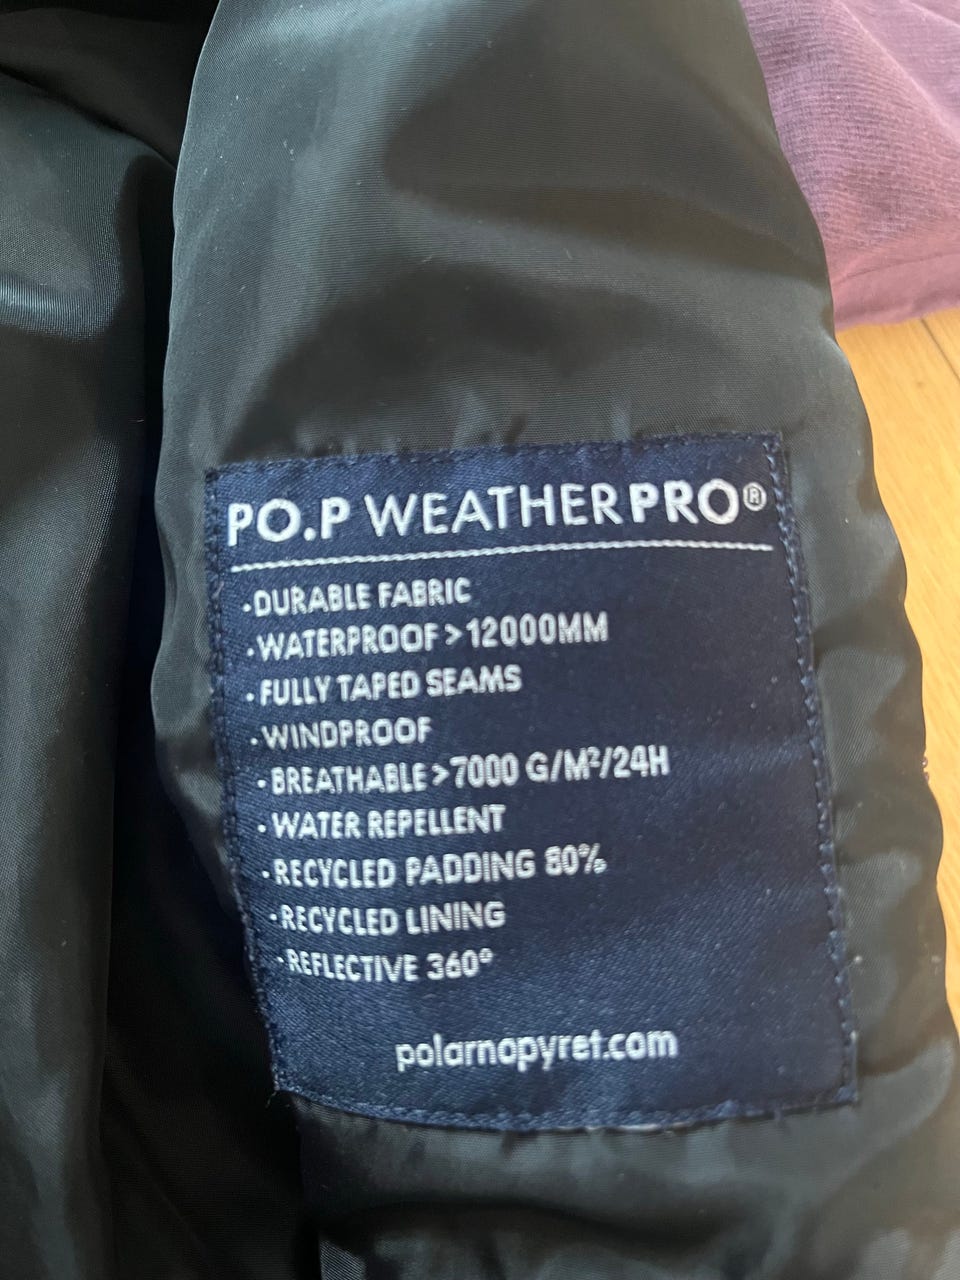 PO.P WEATHERPRO®
·DURABLE FABRIC
·WATERPROOF>12000MM
·FULLY TAPED SEAMS
·WINDPROOF
·BREATHABLE>7000 G/M²/24H
·WATER REPELLENT
·RECYCLED PADDING 80%
·RECYCLED LINING
·REFLECTIVE 360°
polarnopyret.com